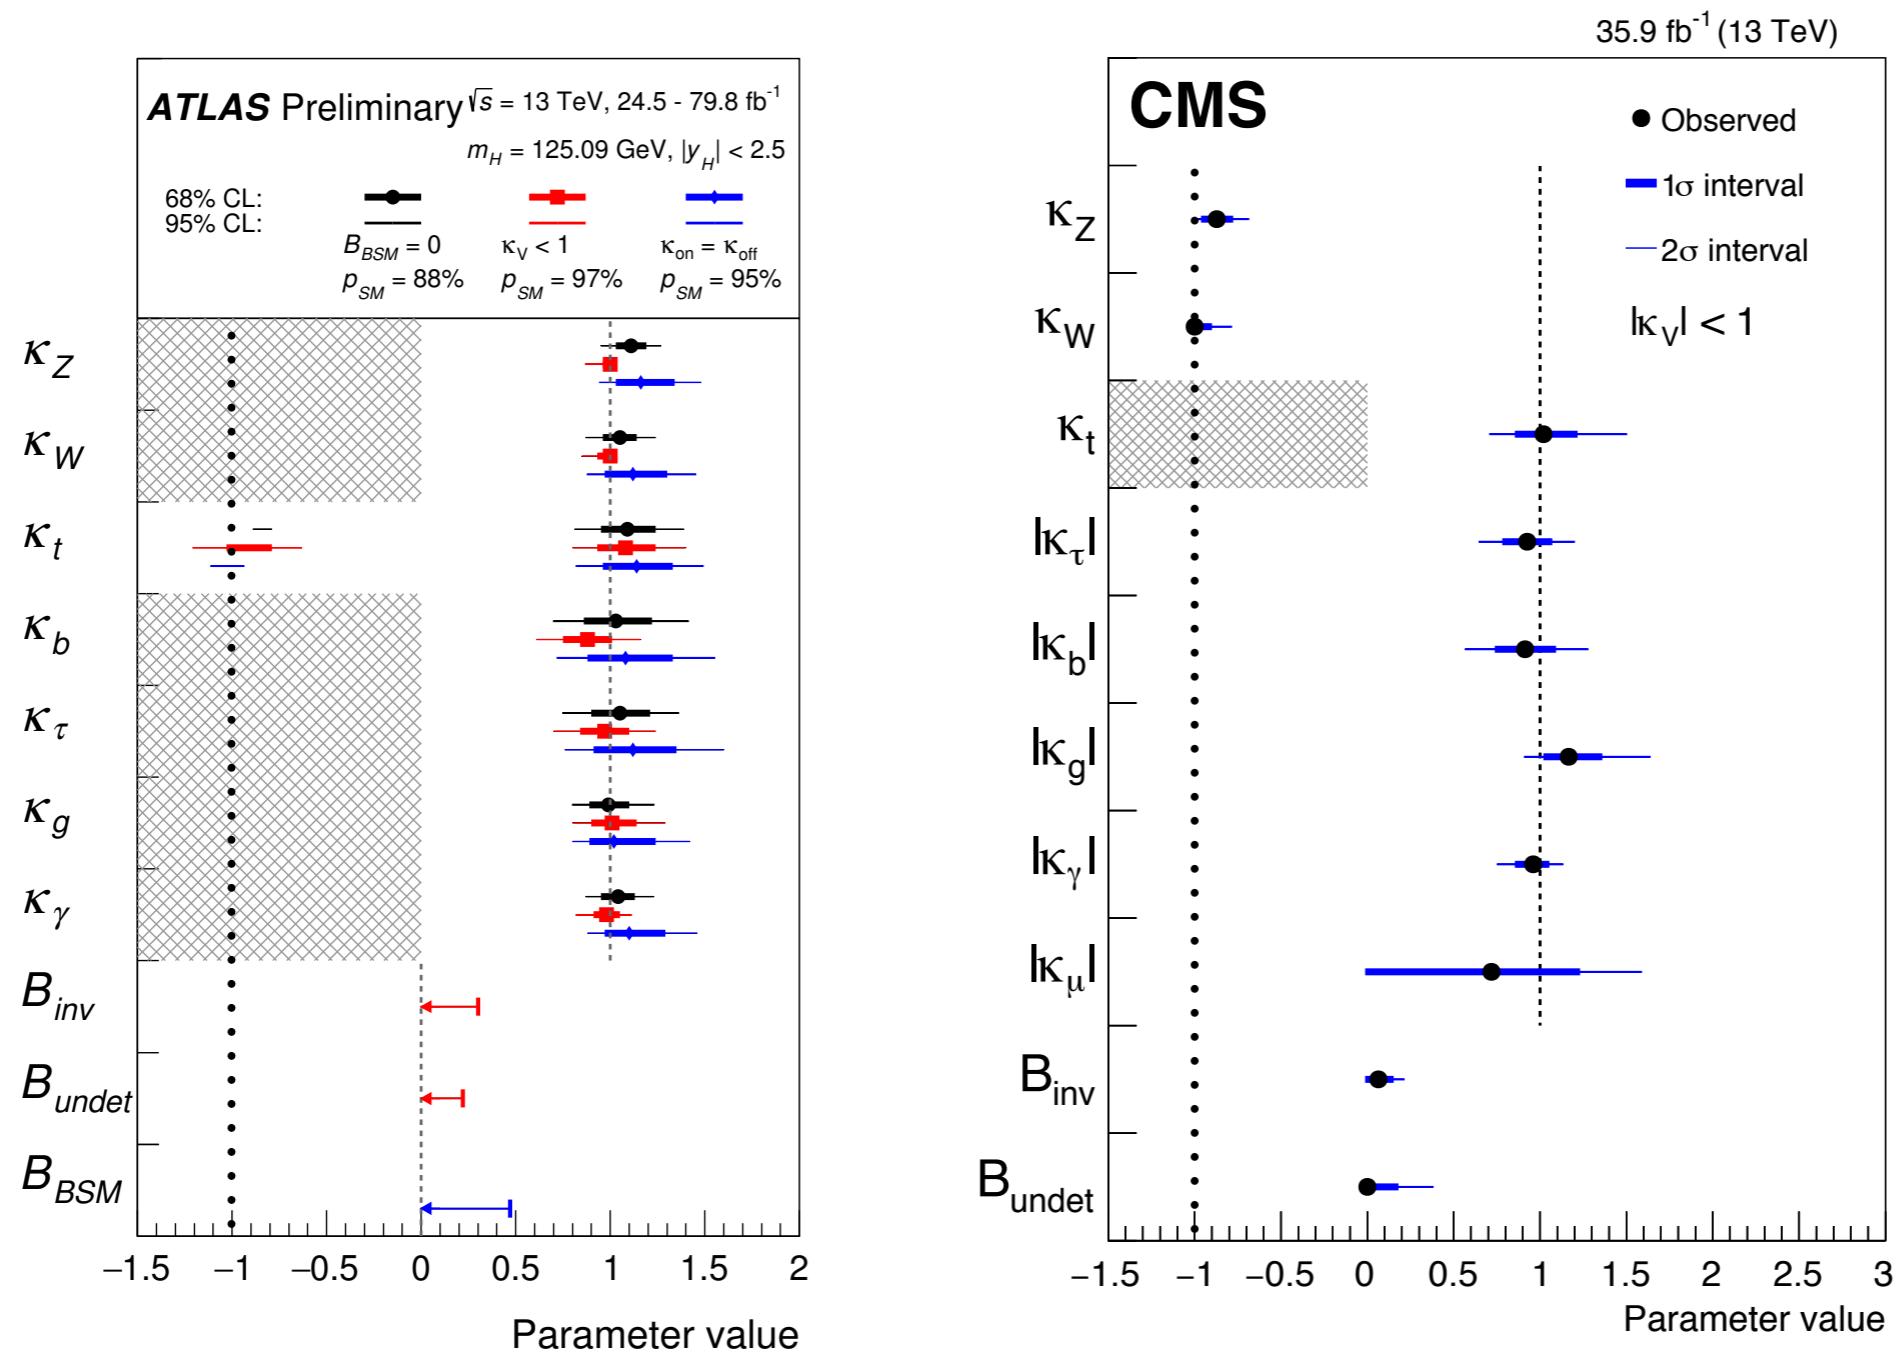 ATLAS Preliminary √s = 13 TeV, 24.5 - 79.8 fb⁻¹
m_H = 125.09 GeV, |y_H| < 2.5
68% CL:
95% CL:
B_BSM = 0 κ_V < 1 κ_on = κ_off
p_SM = 88% p_SM = 97% p_SM = 95%
κ_Z
κ_W
κ_t
κ_b
κ_τ
κ_g
κ_γ
B_inv
B_undet
B_BSM
−1.5 −1 −0.5 0 0.5 1 1.5 2
Parameter value
35.9 fb⁻¹ (13 TeV)
CMS
Observed
1σ interval
2σ interval
|κ_V| < 1
κ_Z
κ_W
κ_t
|κ_τ|
|κ_b|
|κ_g|
|κ_γ|
|κ_μ|
B_inv
B_undet
−1.5 −1 −0.5 0 0.5 1 1.5 2 2.5 3
Parameter value